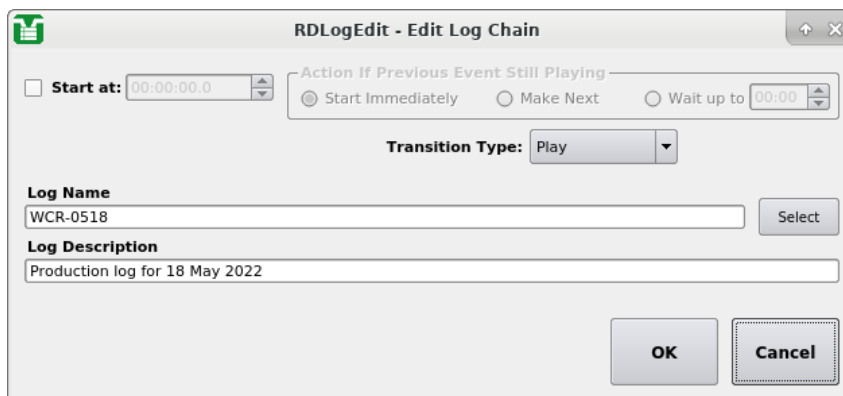 RDLogEdit - Edit Log Chain
Start at: 00:00:00.0
Action If Previous Event Still Playing
Start Immediately Make Next Wait up to 00:00
Transition Type: Play
Log Name
WCR-0518 Select
Log Description
Production log for 18 May 2022
OK Cancel